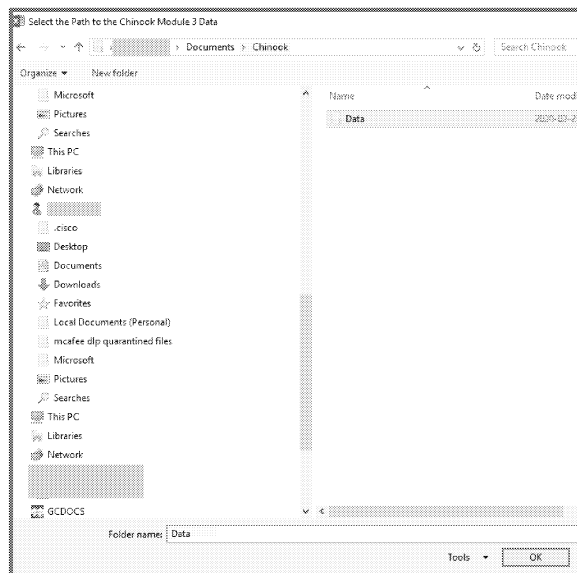 Select the Path to the Chinook Module 3 Data
› Documents › Chinook
Search Chinook
Organize
New folder
Name
Date modi
Microsoft
Pictures
Searches
This PC
Libraries
Network
.cisco
Desktop
Documents
Downloads
Favorites
Local Documents (Personal)
mcafee dlp quarantined files
Microsoft
Pictures
Searches
This PC
Libraries
Network
GCDOCS
Data
Folder name: Data
Tools
OK